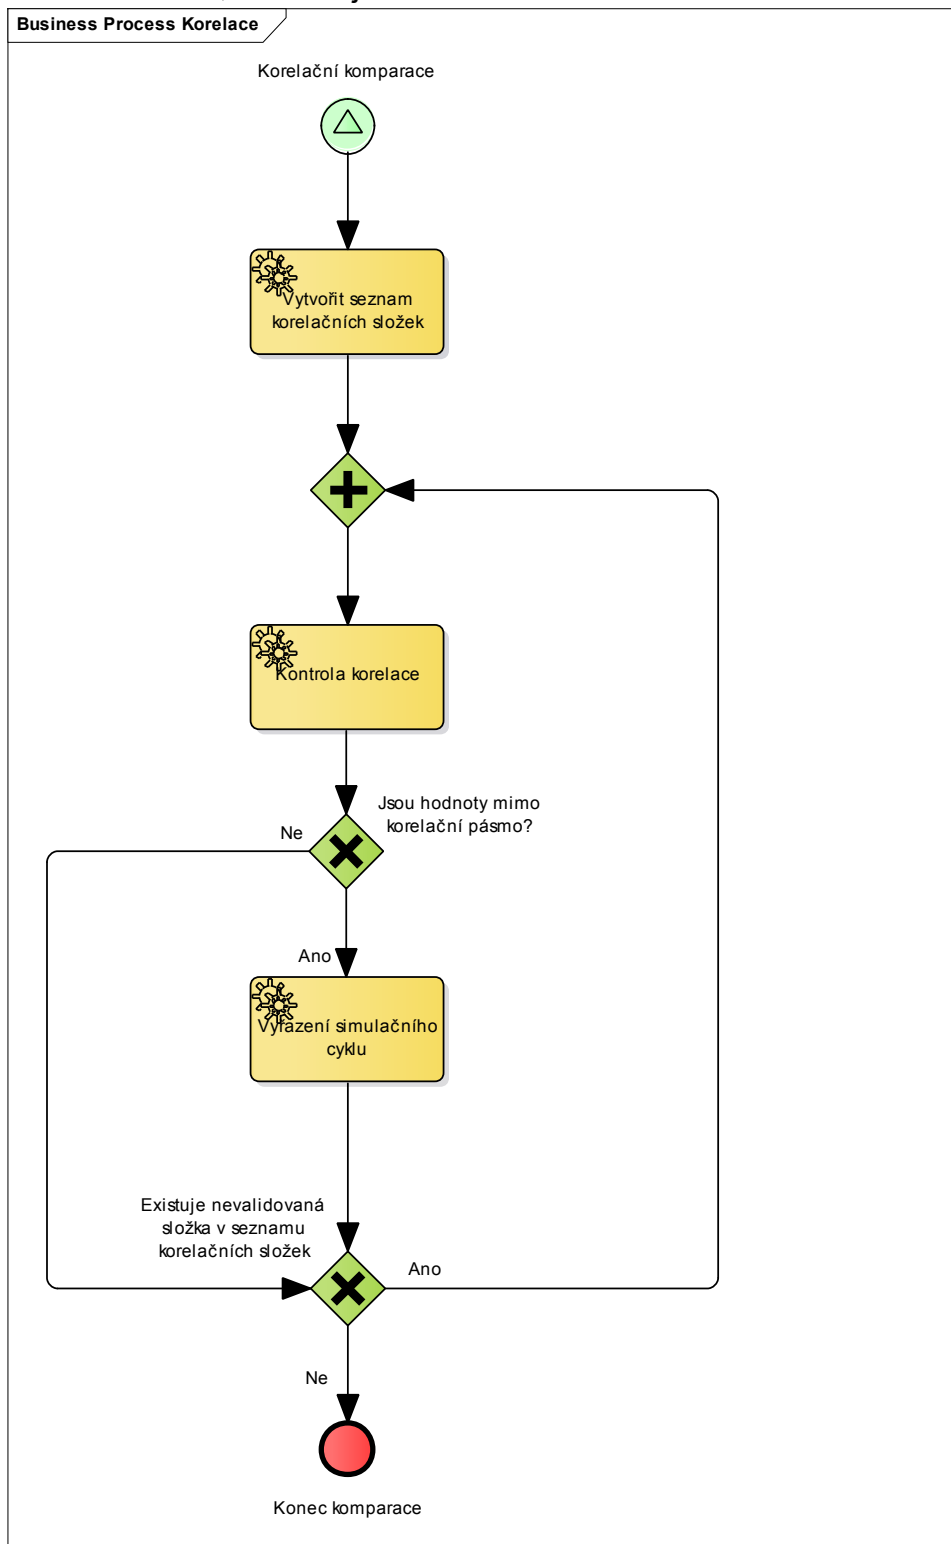 Business Process Korelace
Korelační komparace
Vytvořit seznam
korelačních složek
Kontrola korelace
Jsou hodnoty mimo
korelační pásmo?
Ne
Ano
Vyřazení simulačního
cyklu
Existuje nevalidovaná
složka v seznamu
korelačních složek
Ano
Ne
Konec komparace